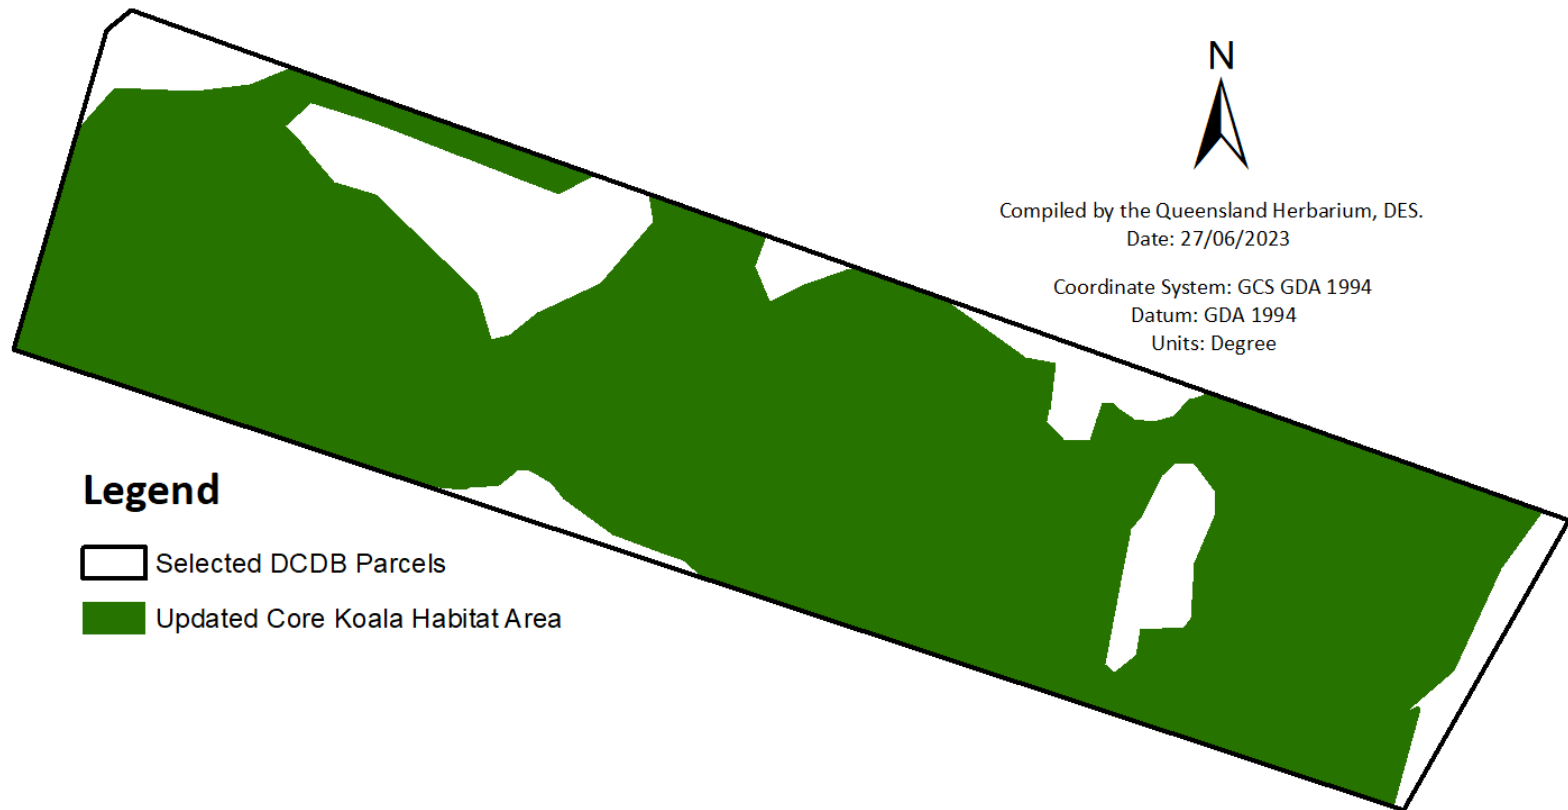 N
Compiled by the Queensland Herbarium, DES.
Date: 27/06/2023
Coordinate System: GCS GDA 1994
Datum: GDA 1994
Units: Degree
Legend
Selected DCDB Parcels
Updated Core Koala Habitat Area